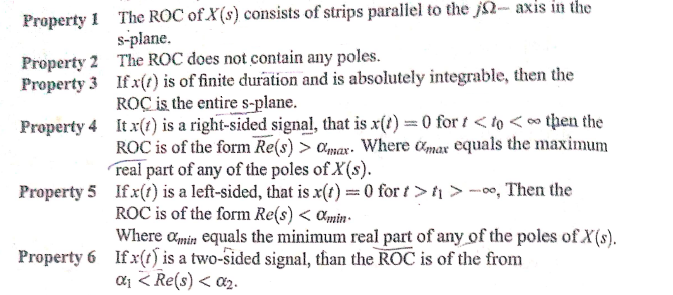 Property 1 The ROC of X(s) consists of strips parallel to the jΩ− axis in the
s-plane.
Property 2 The ROC does not contain any poles.
Property 3 If x(t) is of finite duration and is absolutely integrable, then the
ROC is the entire s-plane.
Property 4 It x(t) is a right-sided signal, that is x(t) = 0 for t < t₀ < ∞ then the
ROC is of the form Re(s) > αmax. Where αmax equals the maximum
real part of any of the poles of X(s).
Property 5 If x(t) is a left-sided, that is x(t) = 0 for t > t₁ > −∞, Then the
ROC is of the form Re(s) < αmin.
Where αmin equals the minimum real part of any of the poles of X(s).
Property 6 If x(t) is a two-sided signal, than the ROC is of the from
α₁ < Re(s) < α₂.